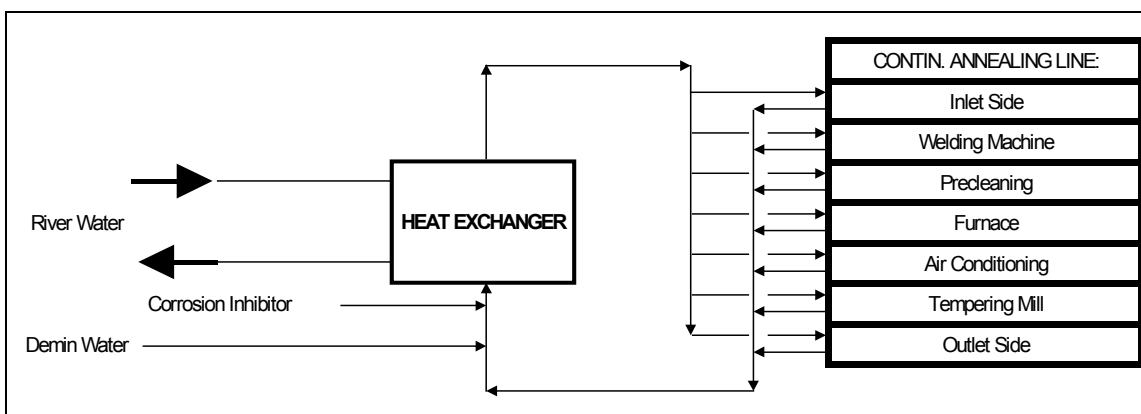 CONTIN. ANNEALING LINE:
Inlet Side
Welding Machine
Precleaning
Furnace
Air Conditioning
Tempering Mill
Outlet Side
HEAT EXCHANGER
River Water
Corrosion Inhibitor
Demin Water